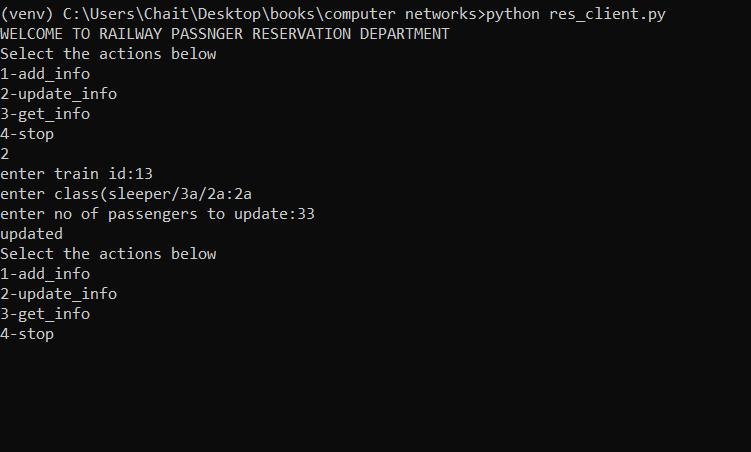 (venv) C:\Users\Chait\Desktop\books\computer networks>python res_client.py
WELCOME TO RAILWAY PASSNGER RESERVATION DEPARTMENT
Select the actions below
1-add_info
2-update_info
3-get_info
4-stop
2
enter train id:13
enter class(sleeper/3a/2a:2a
enter no of passengers to update:33
updated
Select the actions below
1-add_info
2-update_info
3-get_info
4-stop